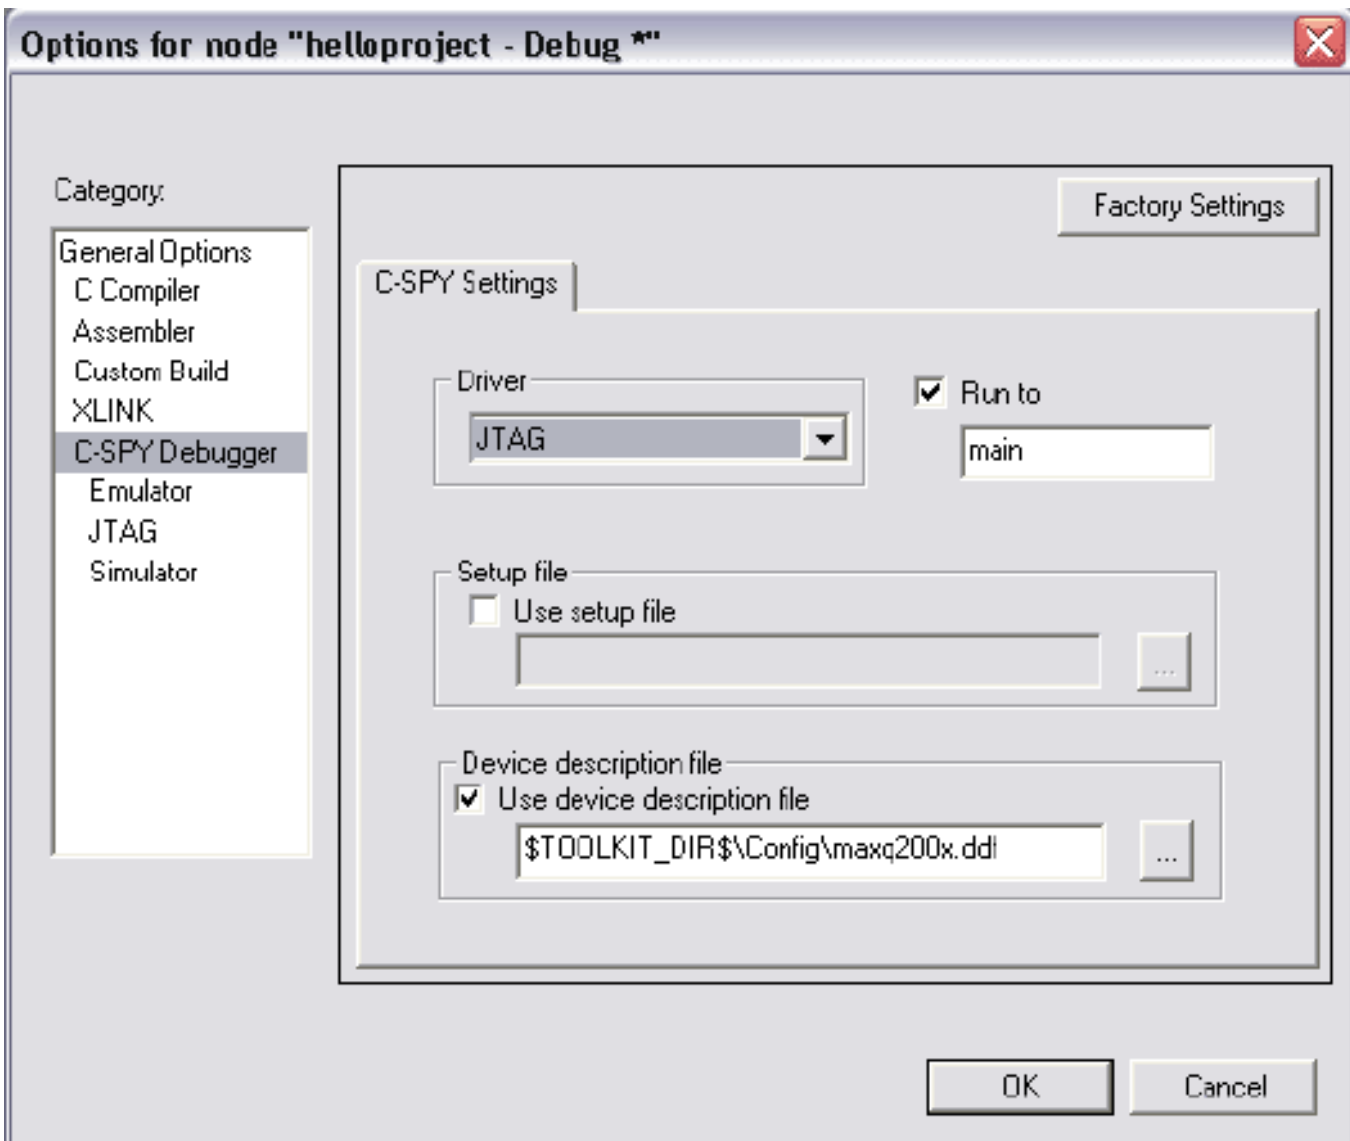 Options for node "helloproject - Debug *"
Category:
Factory Settings
General Options
C Compiler
Assembler
Custom Build
XLINK
C-SPY Debugger
Emulator
JTAG
Simulator
C-SPY Settings
Driver
JTAG
Run to
main
Setup file
Use setup file
...
Device description file
Use device description file
$TOOLKIT_DIR$\Config\maxq200x.ddf
...
OK
Cancel